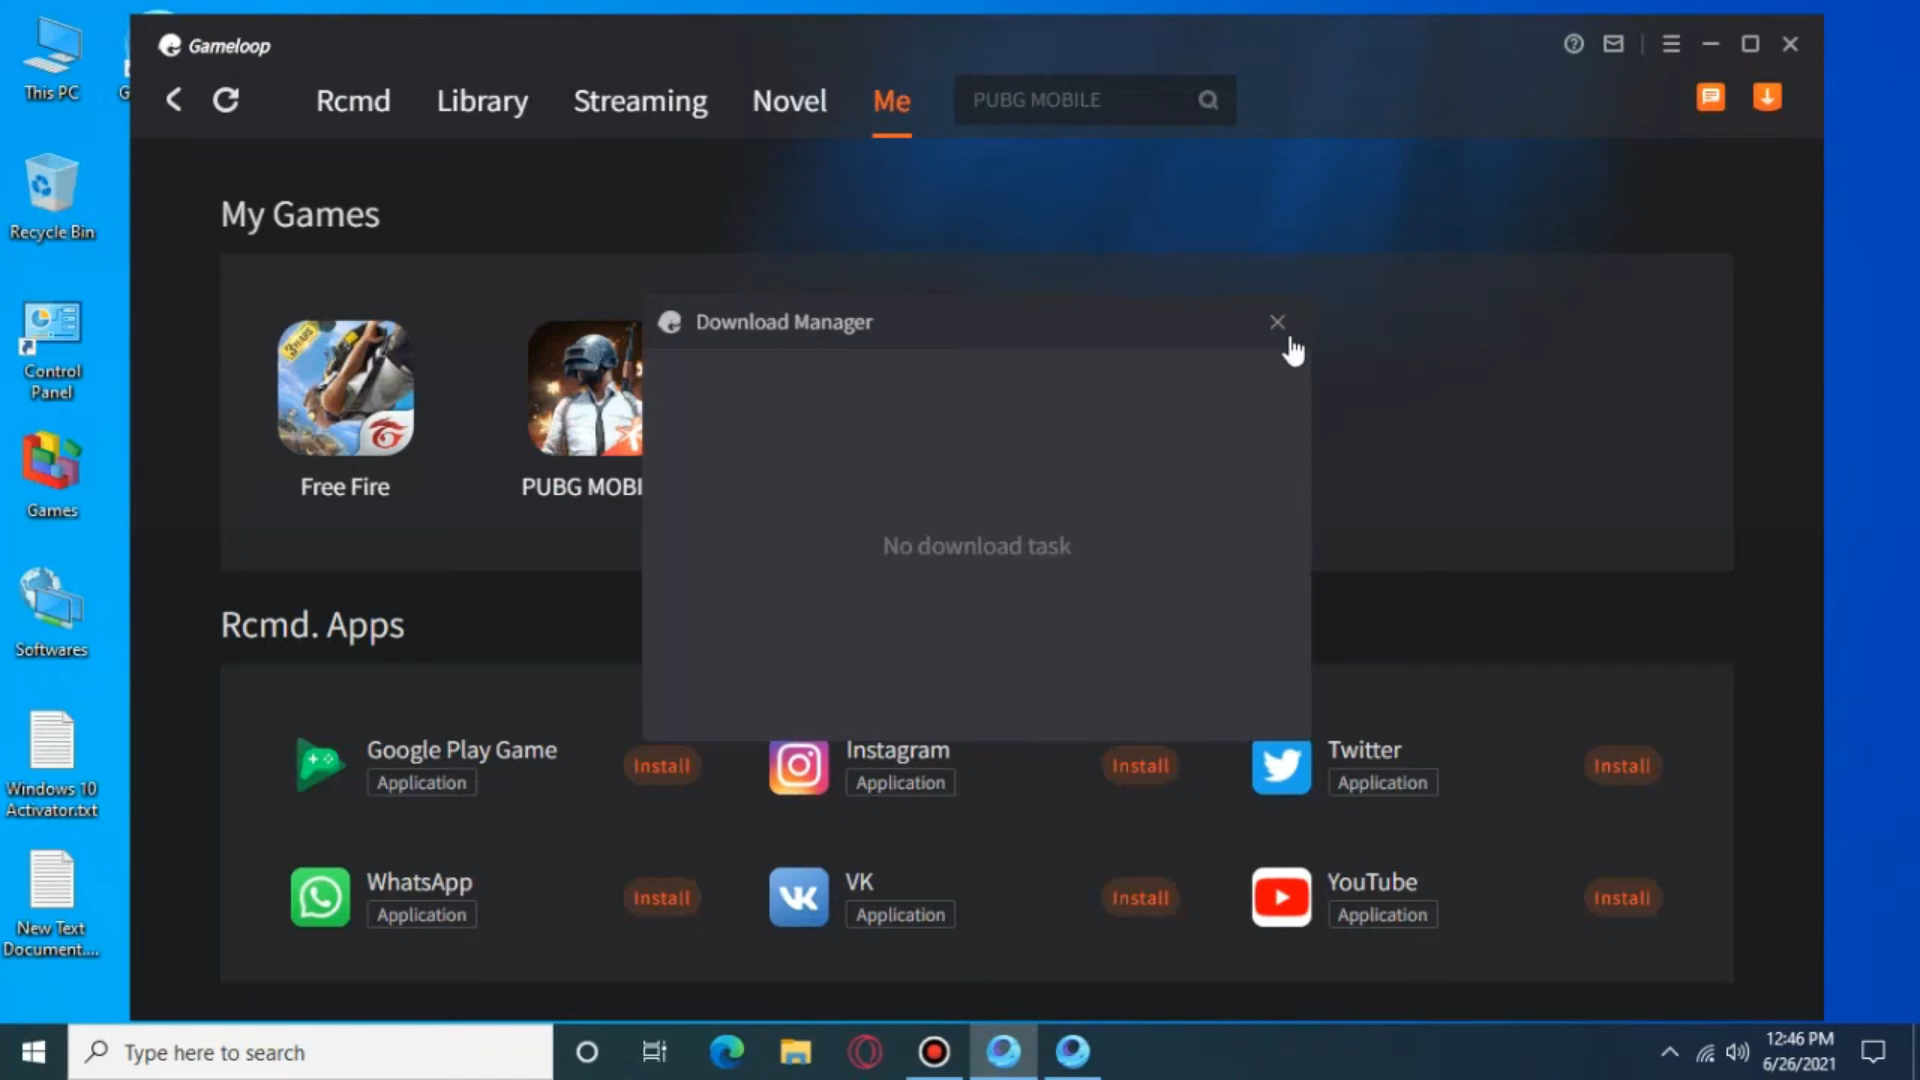 This PC
Recycle Bin
Control
Panel
Games
Softwares
Windows 10
Activator.txt
New Text
Document....
G
Gameloop
Rcmd
Library
Streaming
Novel
Me
PUBG MOBILE
My Games
3 YEARS
Free Fire
PUBG MOBI
Download Manager
No download task
Rcmd. Apps
Google Play Game
Application
Install
Instagram
Application
Install
Twitter
Application
Install
WhatsApp
Application
Install
VK
Application
Install
YouTube
Application
Install
Type here to search
12:46 PM
6/26/2021